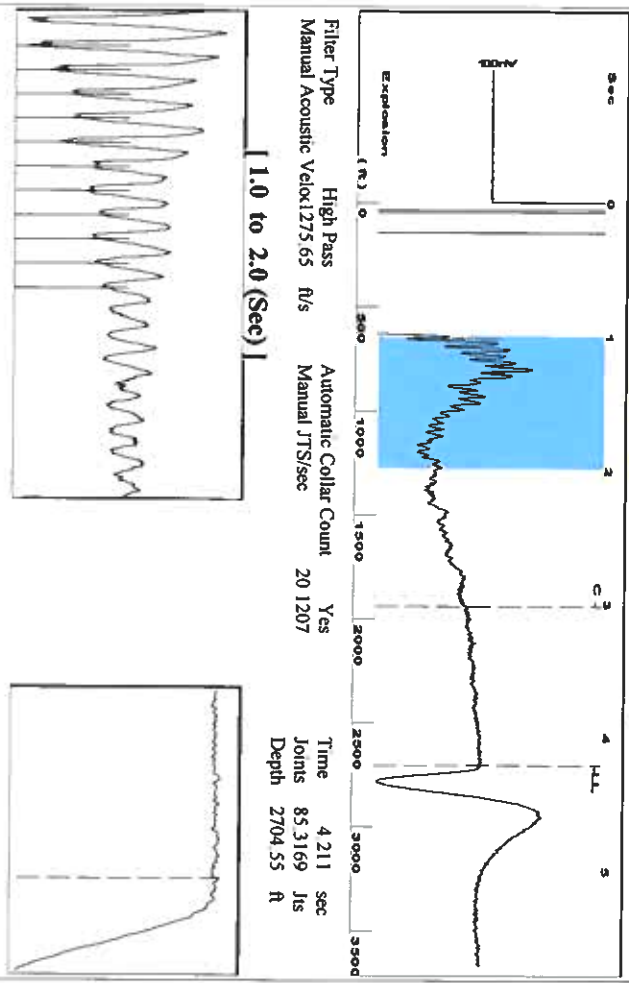 Sec 0 1 2 C 3 4 LL 5
100mV
Explosion
(ft) 0 500 1000 1500 2000 2500 3000 3500
Filter Type High Pass Automatic Collar Count Yes Time 4.211 sec
Manual Acoustic Veloc1275.65 ft/s Manual JTS/sec 20.1207 Joints 85.3169 Jts
Depth 2704.55 ft
[ 1.0 to 2.0 (Sec) ]